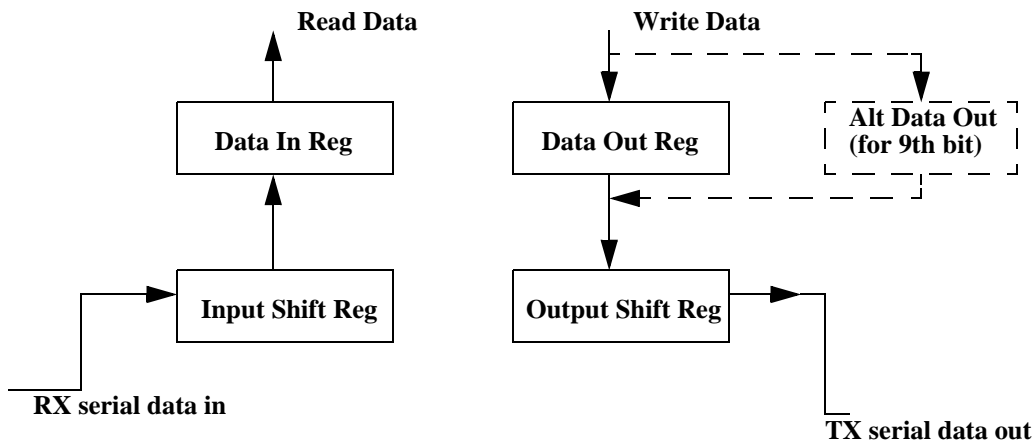 Read Data
Write Data
Data In Reg
Data Out Reg
Alt Data Out
(for 9th bit)
Input Shift Reg
Output Shift Reg
RX serial data in
TX serial data out